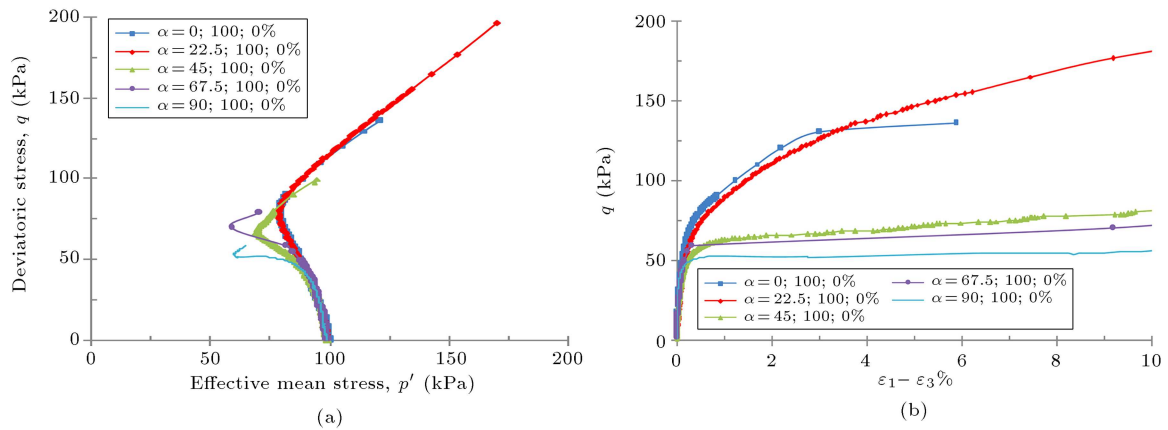 200
150
100
50
0
0
50
100
150
200
Deviatoric stress, q (kPa)
Effective mean stress, p′ (kPa)
α=0; 100; 0%
α=22.5; 100; 0%
α=45; 100; 0%
α=67.5; 100; 0%
α=90; 100; 0%
(a)
200
150
100
50
0
0
2
4
6
8
10
q (kPa)
ε1− ε3%
α=0; 100; 0%
α=22.5; 100; 0%
α=45; 100; 0%
α=67.5; 100; 0%
α=90; 100; 0%
(b)